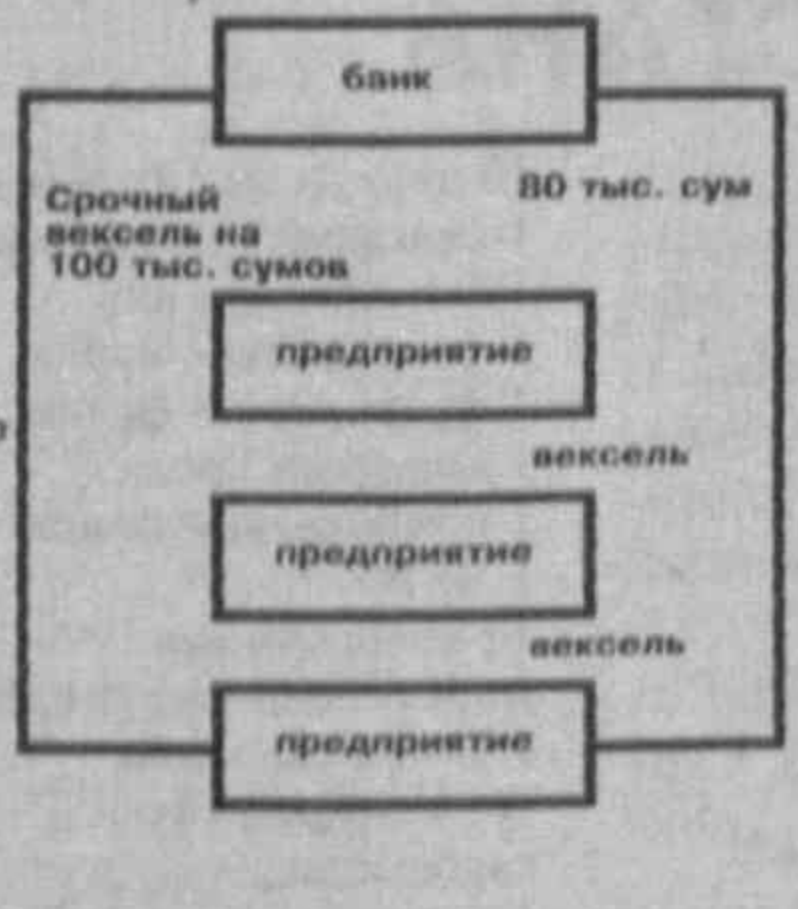 банк
Срочный
вексель на
100 тыс. сумов
80 тыс. сум
предприятие
вексель
предприятие
вексель
предприятие